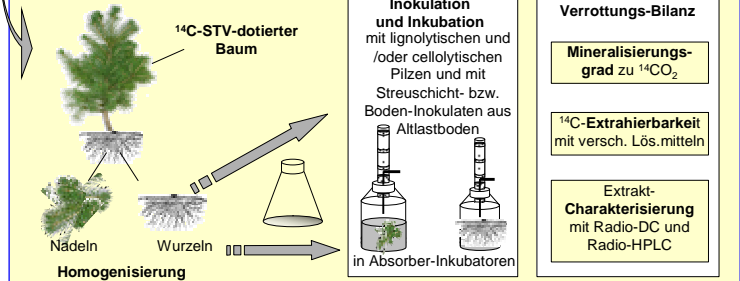 ¹⁴C-STV-dotierter
Baum
Nadeln
Wurzeln
Homogenisierung
Inokulation
und Inkubation
mit lignolytischen und
/oder cellolytischen
Pilzen und mit
Streuschicht- bzw.
Boden-Inokulaten aus
Altlastboden
in Absorber-Inkubatoren
Verrottungs-Bilanz
Mineralisierungs-
grad zu ¹⁴CO₂
¹⁴C-Extrahierbarkeit
mit versch. Lös.mitteln
Extrakt-
Charakterisierung
mit Radio-DC und
Radio-HPLC